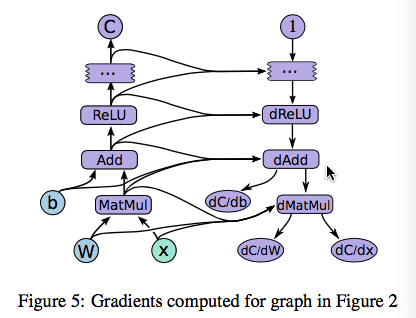 C 1
... ...
ReLU dReLU
Add dAdd
b MatMul dC/db dMatMul
W x dC/dW dC/dx
Figure 5: Gradients computed for graph in Figure 2